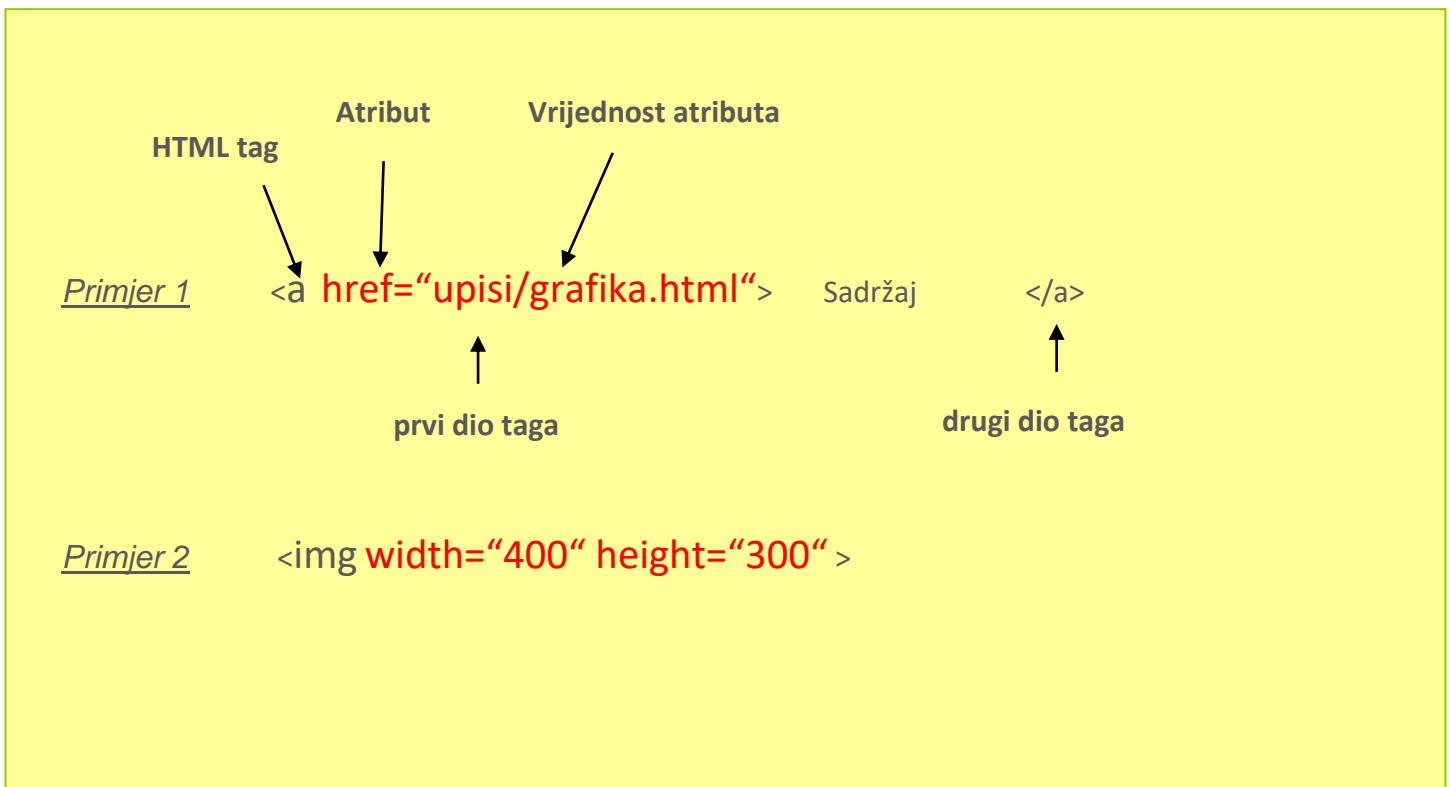 Atribut Vrijednost atributa
HTML tag
Primjer 1 <a href=“upisi/grafika.html“> Sadržaj </a>
prvi dio taga drugi dio taga
Primjer 2 <img width=“400“ height=“300“ >